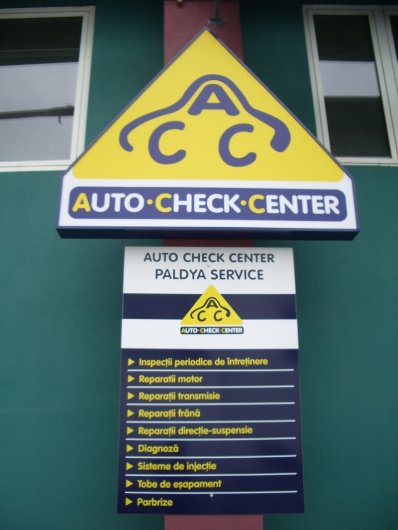 A
C C
AUTO·CHECK·CENTER
AUTO CHECK CENTER
PALDYA SERVICE
A
C C
AUTO·CHECK·CENTER
Inspecții periodice de întreținere
Reparatii motor
Reparații transmisie
Reparații frână
Reparații direcție-suspensie
Diagnoză
Sisteme de injecție
Tobe de eșapament
Parbrize